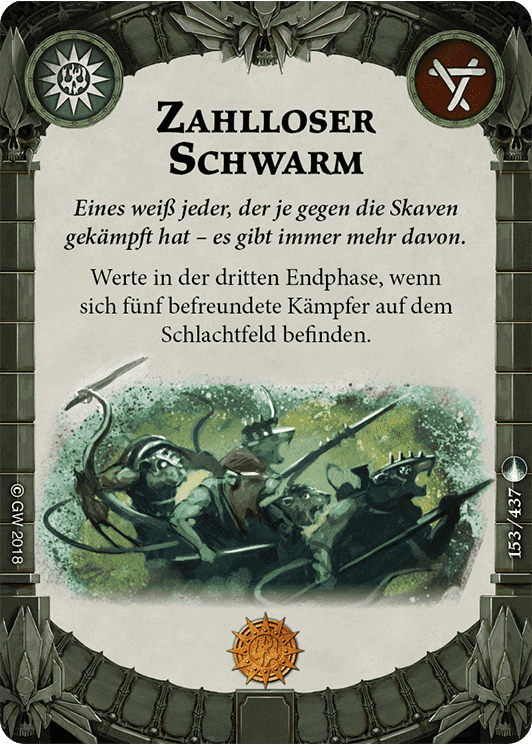 Zahlloser
Schwarm
Eines weiß jeder, der je gegen die Skaven
gekämpft hat – es gibt immer mehr davon.
Werte in der dritten Endphase, wenn
sich fünf befreundete Kämpfer auf dem
Schlachtfeld befinden.
© GW 2018
153/437